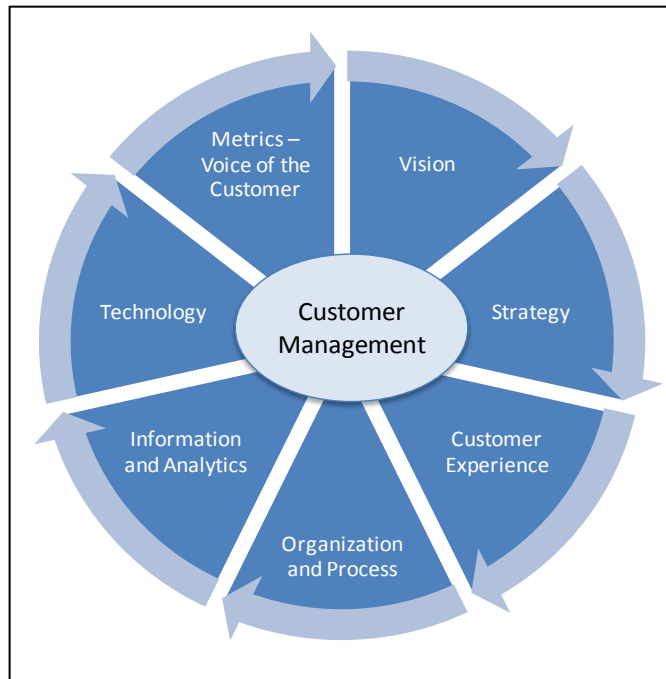 Metrics –
Voice of the
Customer
Vision
Technology
Customer
Management
Strategy
Information
and Analytics
Customer
Experience
Organization
and Process